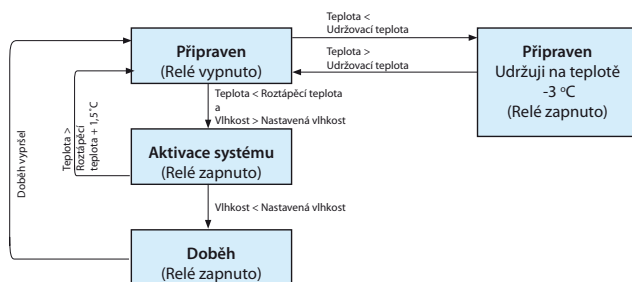 Teplota <
Udržovací teplota
Připraven
(Relé vypnuto)
Teplota >
Udržovací teplota
Připraven
Udržuji na teplotě
-3 ºC
(Relé zapnuto)
Teplota < Roztápěcí teplota
a
Vlhkost > Nastavená vlhkost
Doběh vypršel
Teplota >
Roztápěcí
teplota + 1,5˚C
Aktivace systému
(Relé zapnuto)
Vlhkost < Nastavená vlhkost
Doběh
(Relé zapnuto)